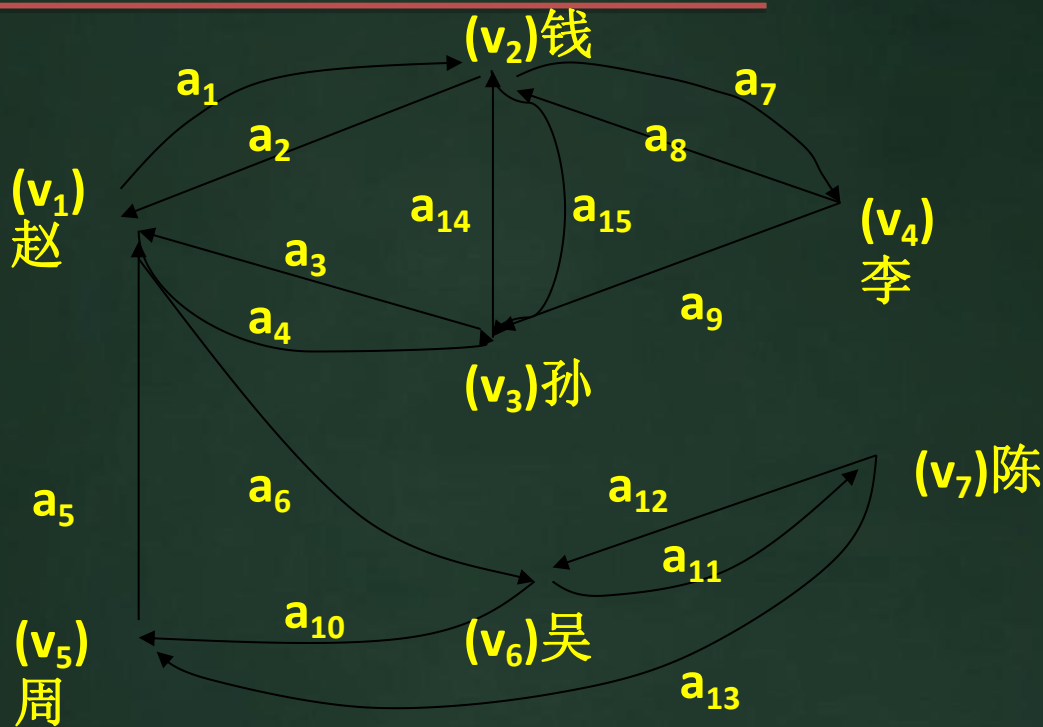 (v₂)钱
a₁
a₇
a₂
a₈
(v₁)
赵
a₁₄
a₁₅
(v₄)
李
a₃
a₄
a₉
(v₃)孙
a₅
a₆
a₁₂
(v₇)陈
a₁₁
a₁₀
(v₅)
周
(v₆)吴
a₁₃